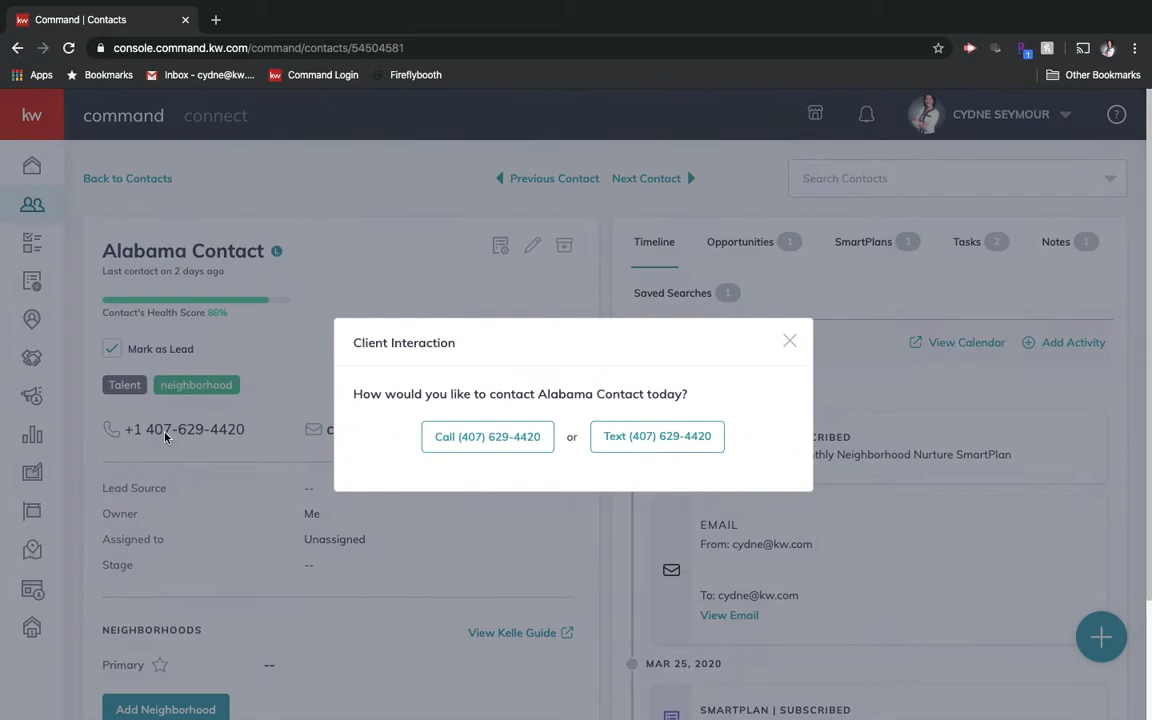 kw Command | Contacts
console.command.kw.com/command/contacts/54504581
1
Apps Bookmarks Inbox - cydne@kw.... kw Command Login Fireflybooth Other Bookmarks
kw command connect CYDNE SEYMOUR ?
Back to Contacts Previous Contact Next Contact Search Contacts
Alabama Contact L
Last contact on 2 days ago
Contact's Health Score 88%
Mark as Lead
Talent neighborhood
+1 407-629-4420
Lead Source --
Owner Me
Assigned to Unassigned
Stage --
NEIGHBORHOODS View Kelle Guide
Primary --
Add Neighborhood
Timeline Opportunities 1 SmartPlans 2 Tasks 2 Notes 1
Saved Searches 1
View Calendar Add Activity
Client Interaction
How would you like to contact Alabama Contact today?
Call (407) 629-4420 or Text (407) 629-4420
Neighborhood Nurture SmartPlan
EMAIL
From: cydne@kw.com
To: cydne@kw.com
View Email
MAR 25, 2020
SMARTPLAN | SUBSCRIBED